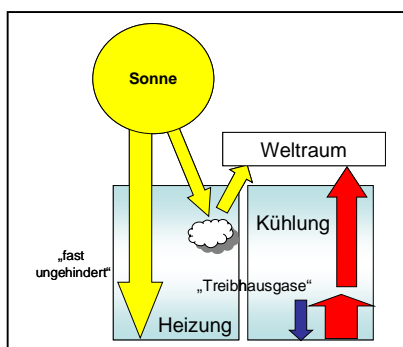 Sonne
Weltraum
Kühlung
„fast
ungehindert“
„Treibhausgase“
Heizung